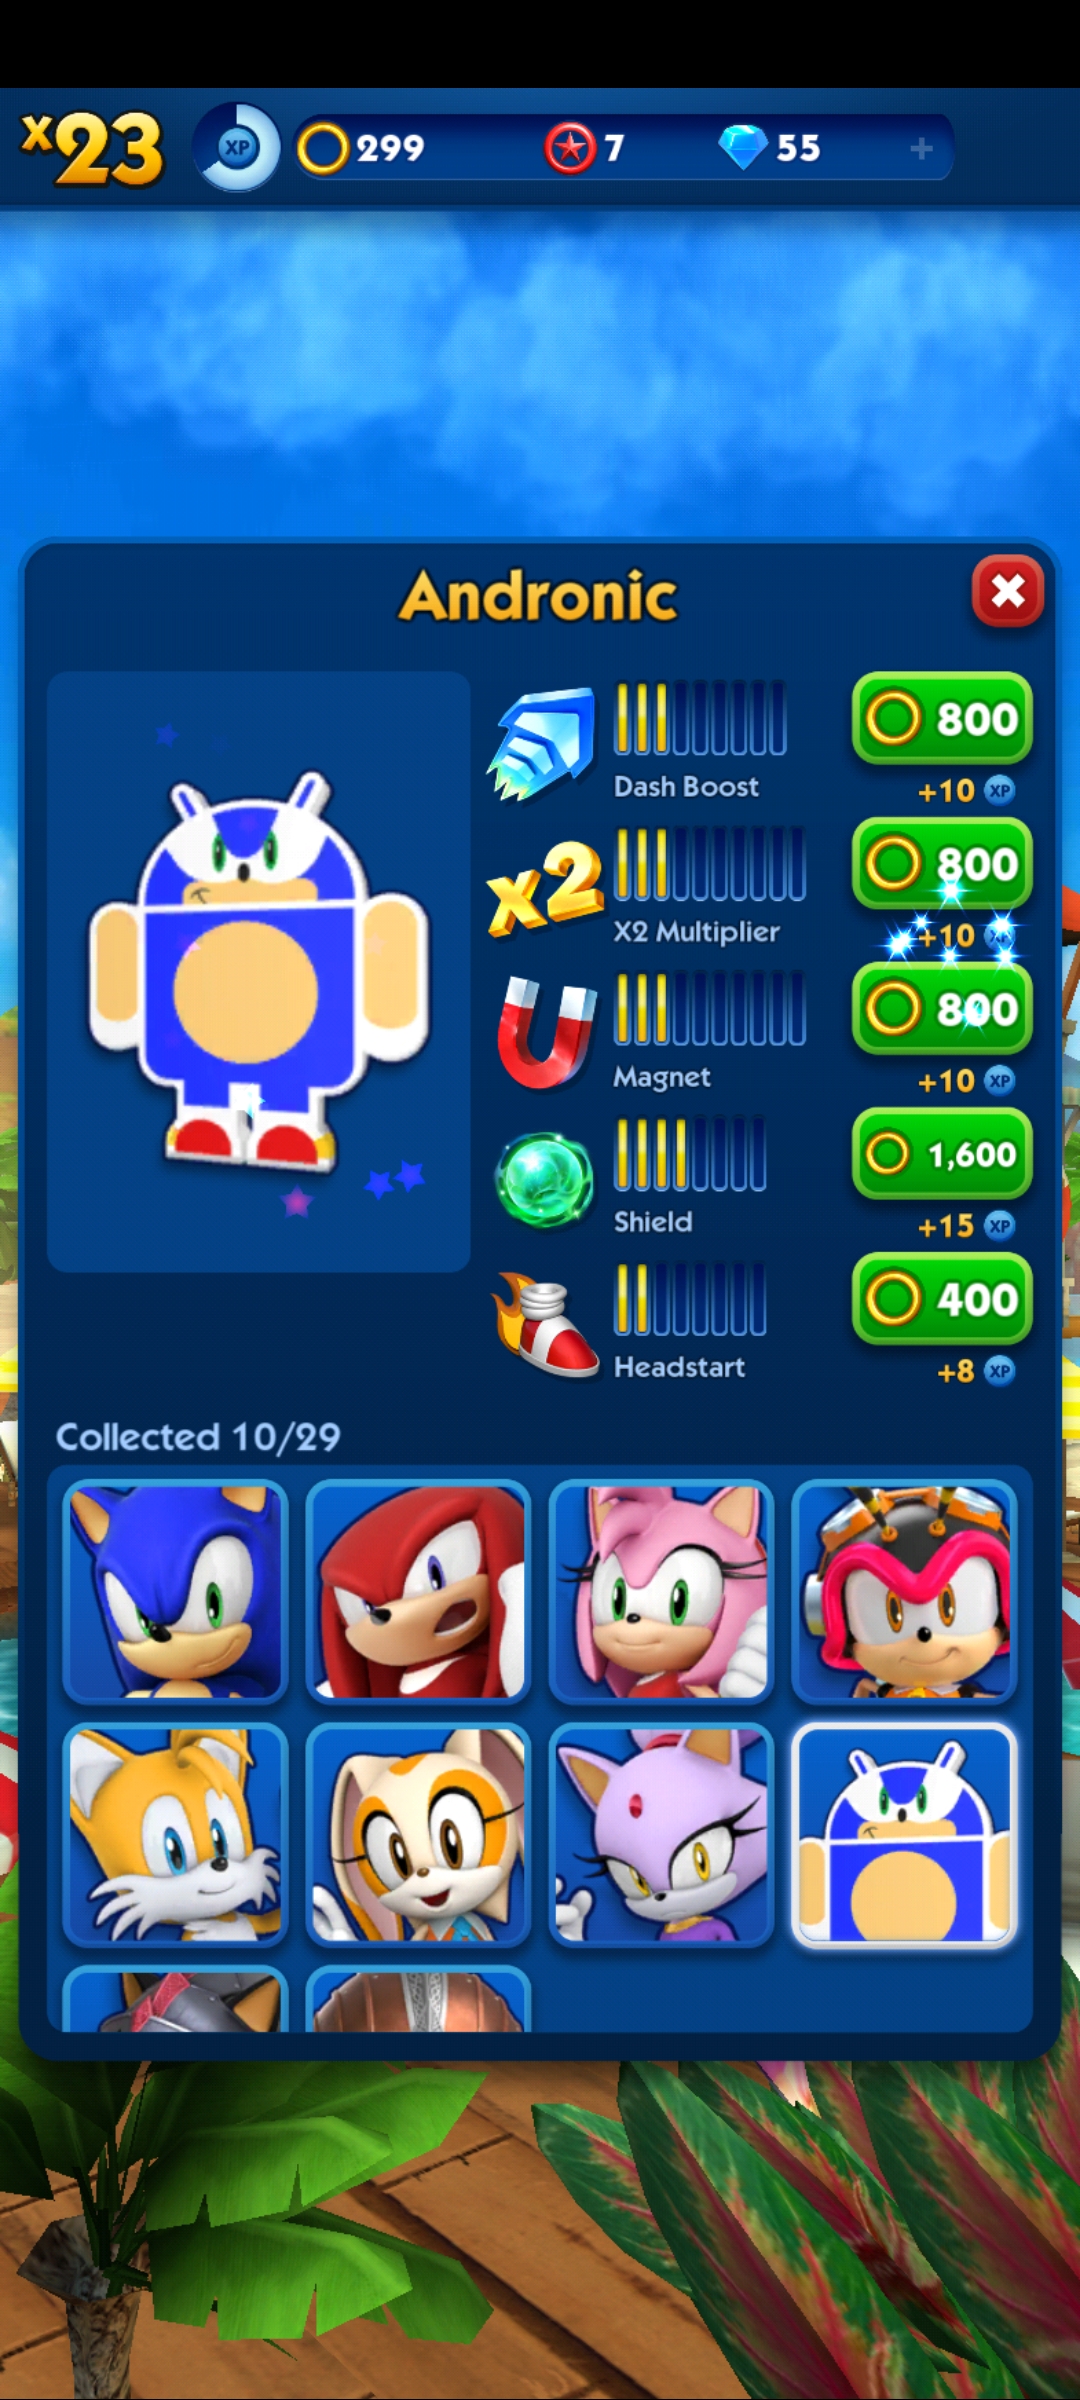 x23
XP
299
7
55
+
Andronic
800
Dash Boost
+10 XP
x2
800
X2 Multiplier
+10 XP
800
Magnet
+10 XP
1,600
Shield
+15 XP
400
Headstart
+8 XP
Collected 10/29